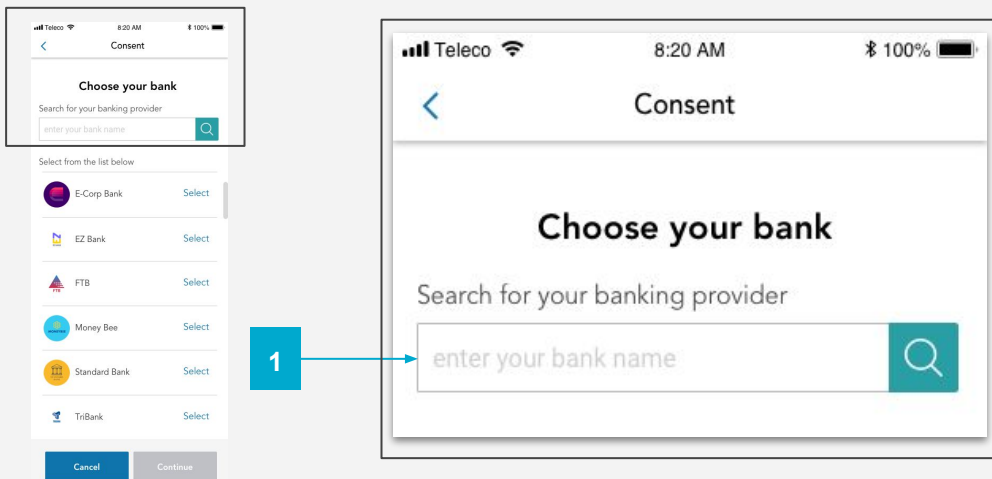 Teleco 8:20 AM 100%
Consent
Choose your bank
Search for your banking provider
enter your bank name
Select from the list below
E-Corp Bank Select
EZ Bank Select
FTB Select
FTB
Money Bee Select
Standard Bank Select
TriBank Select
Cancel Continue
1
Teleco 8:20 AM 100%
Consent
Choose your bank
Search for your banking provider
enter your bank name